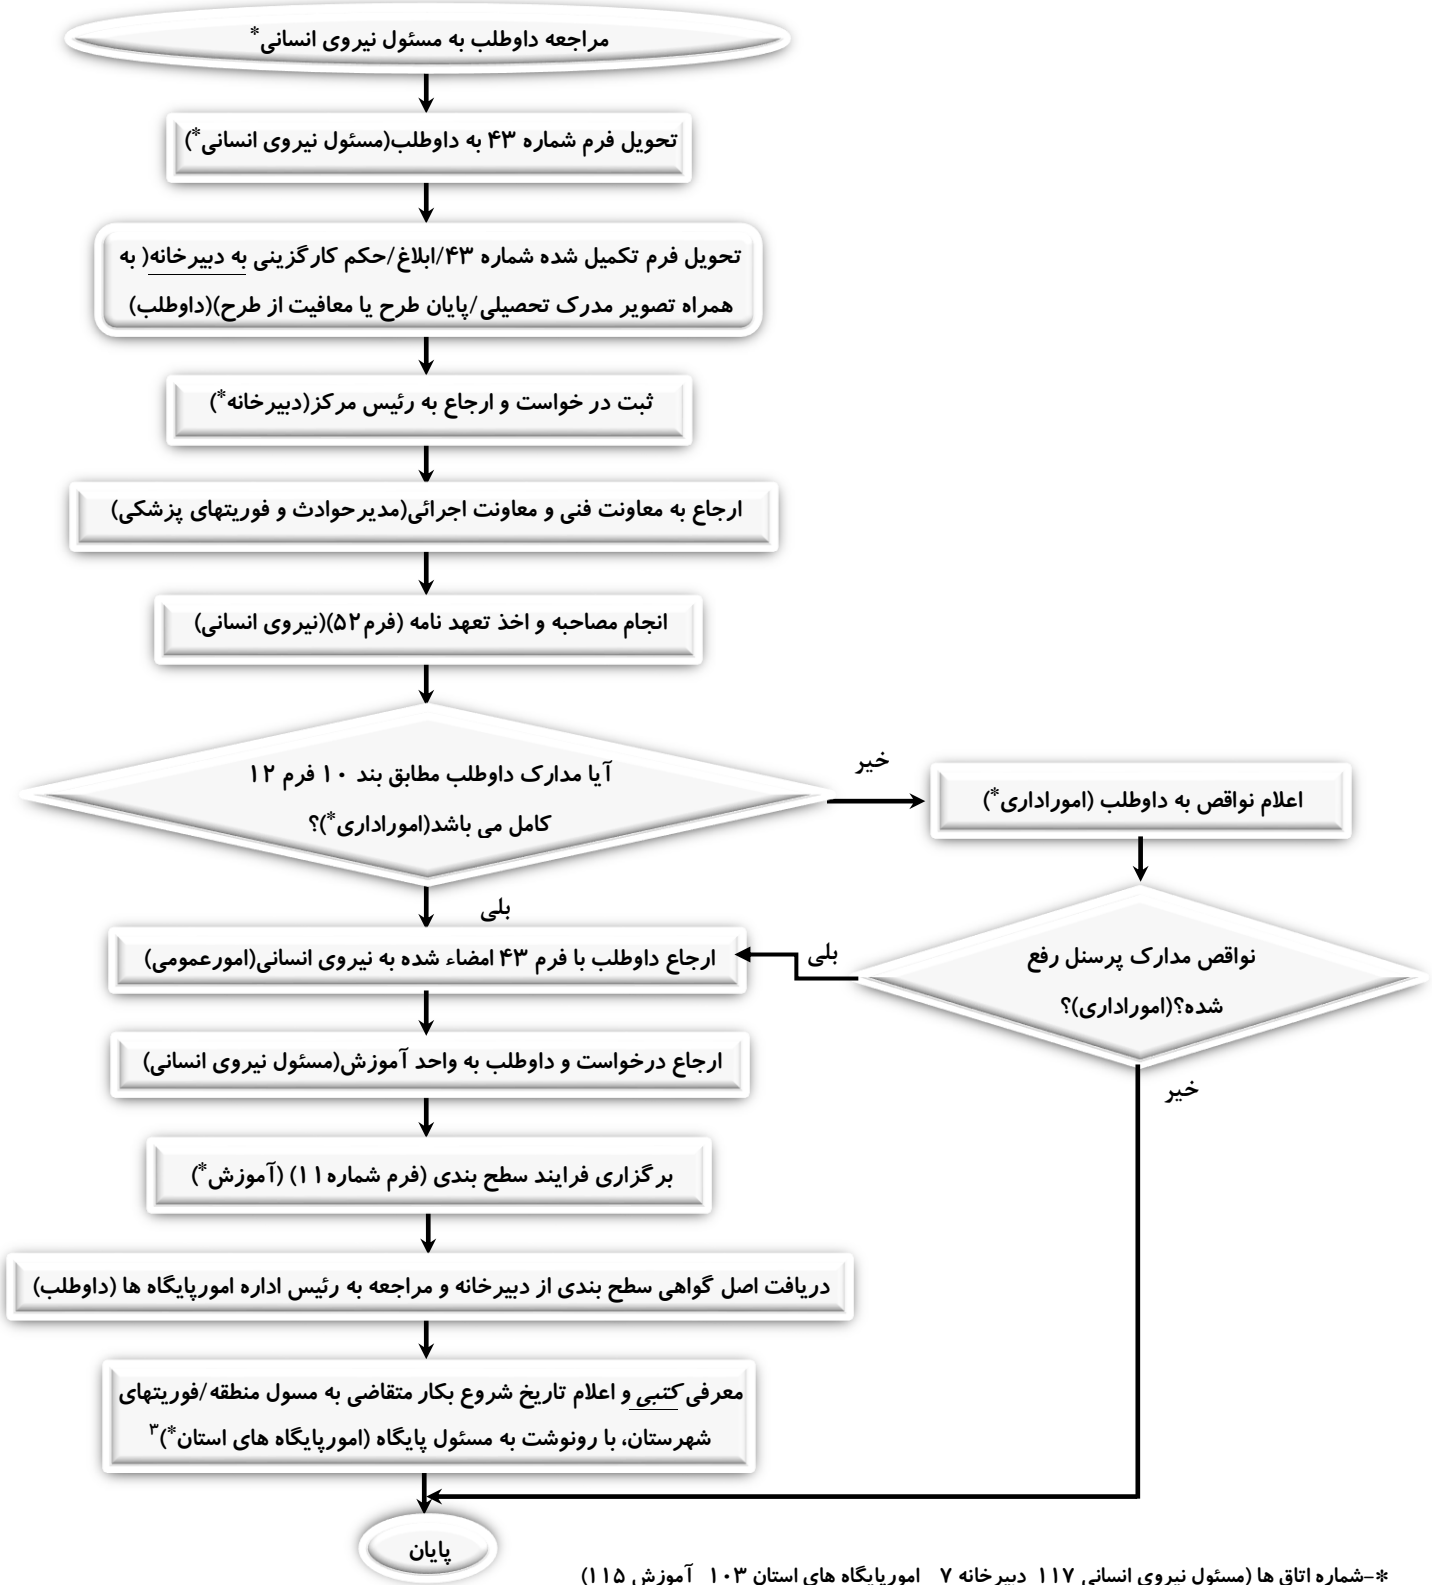 مراجعه داوطلب به مسئول نیروی انسانی*
تحویل فرم شماره ۴۳ به داوطلب(مسئول نیروی انسانی*)
تحویل فرم تکمیل شده شماره ۴۳/ابلاغ/حکم کارگزینی به دبیرخانه( به
همراه تصویر مدرک تحصیلی/پایان طرح یا معافیت از طرح)(داوطلب)
ثبت در خواست و ارجاع به رئیس مرکز(دبیرخانه*)
ارجاع به معاونت فنی و معاونت اجرائی(مدیرحوادث و فوریتهای پزشکی)
انجام مصاحبه و اخذ تعهد نامه (فرم۵۲)(نیروی انسانی)
آیا مدارک داوطلب مطابق بند ۱۰ فرم ۱۲
کامل می باشد(اموراداری*)؟
خیر
اعلام نواقص به داوطلب (اموراداری*)
بلی
نواقص مدارک پرسنل رفع
شده؟(اموراداری)؟
بلی
خیر
ارجاع داوطلب با فرم ۴۳ امضاء شده به نیروی انسانی(امورعمومی)
ارجاع درخواست و داوطلب به واحد آموزش(مسئول نیروی انسانی)
برگزاری فرایند سطح بندی (فرم شماره۱۱) (آموزش*)
دریافت اصل گواهی سطح بندی از دبیرخانه و مراجعه به رئیس اداره امورپایگاه ها (داوطلب)
معرفی کتبی و اعلام تاریخ شروع بکار متقاضی به مسول منطقه/فوریتهای
شهرستان، با رونوشت به مسئول پایگاه (امورپایگاه های استان*)۳
پایان
*-شماره اتاق ها (مسئول نیروی انسانی ۱۱۷ دبیرخانه ۷ امورپایگاه های استان ۱۰۳ آموزش ۱۱۵)